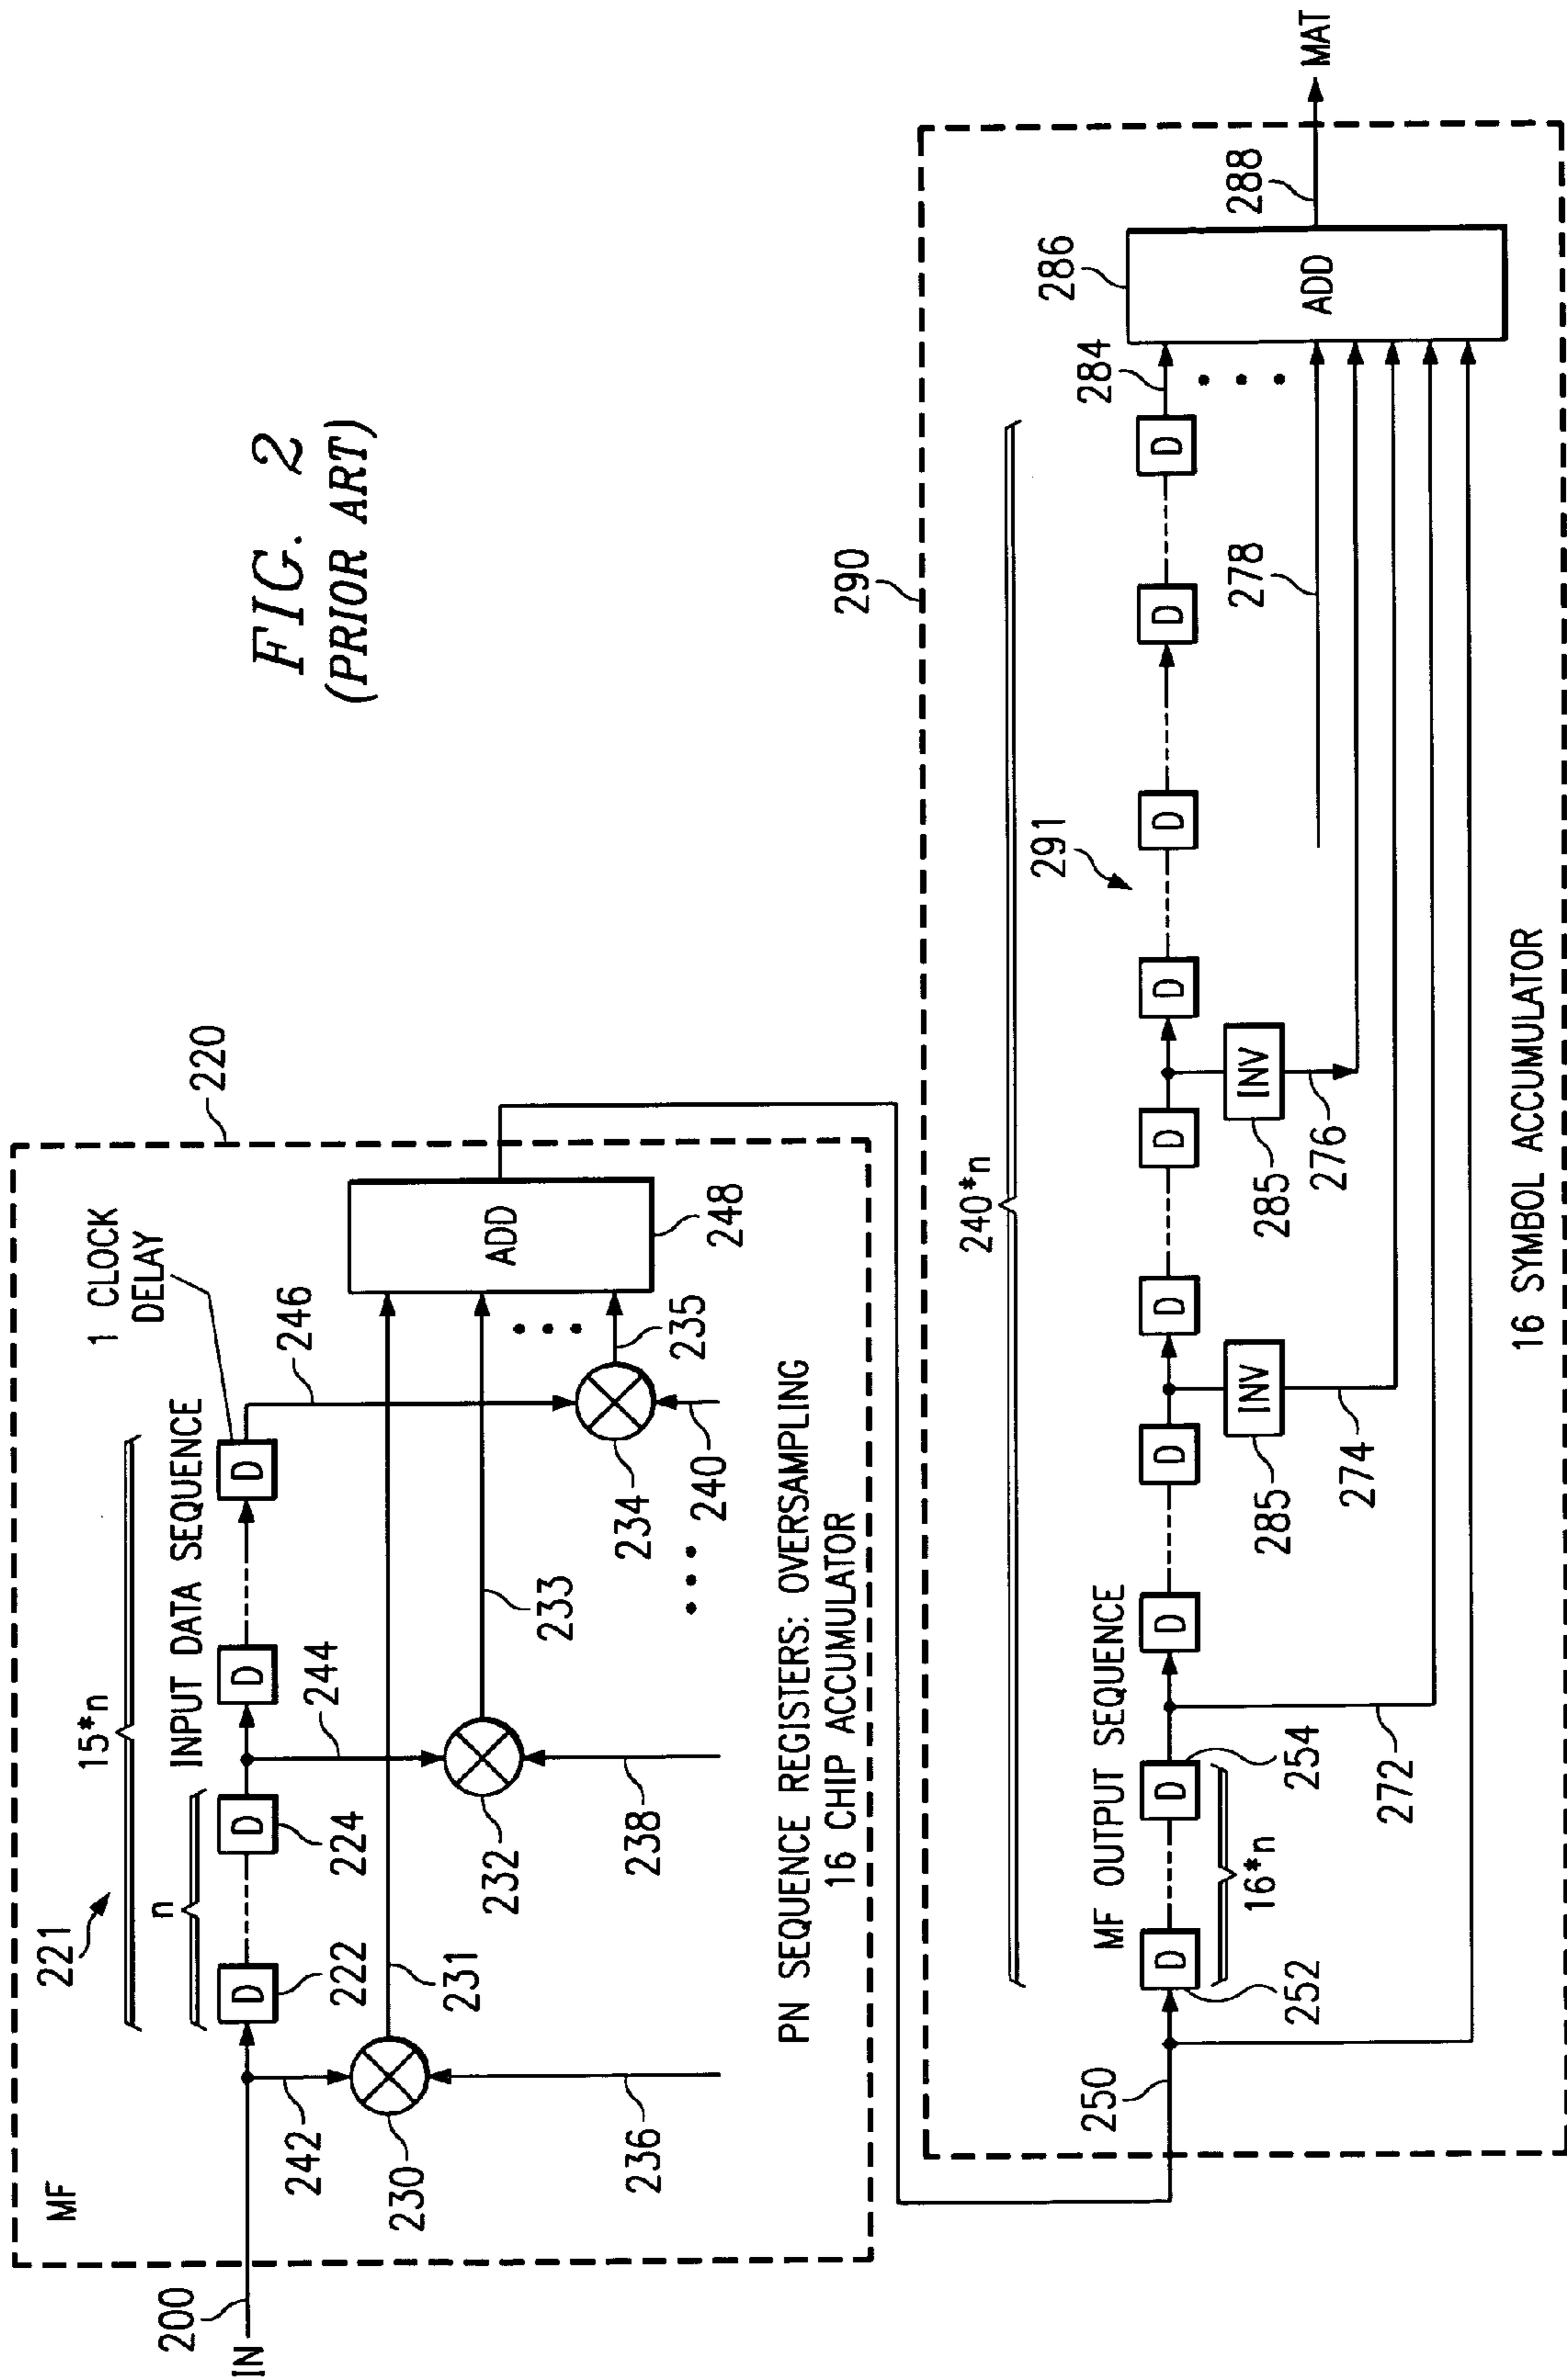 FIG. 2
(PRIOR ART)
MF
IN
200
220
221
15*n
n
INPUT DATA SEQUENCE
1 CLOCK
DELAY
D
D
D
D
222
224
242
244
246
230
231
232
233
234
235
236
238
240
ADD
248
PN SEQUENCE REGISTERS: OVERSAMPLING
16 CHIP ACCUMULATOR
290
240*n
291
MF OUTPUT SEQUENCE
250
D
D
D
D
D
D
D
D
D
D
252
254
16*n
272
INV
285
274
INV
285
276
278
284
286
ADD
288
MAT
16 SYMBOL ACCUMULATOR